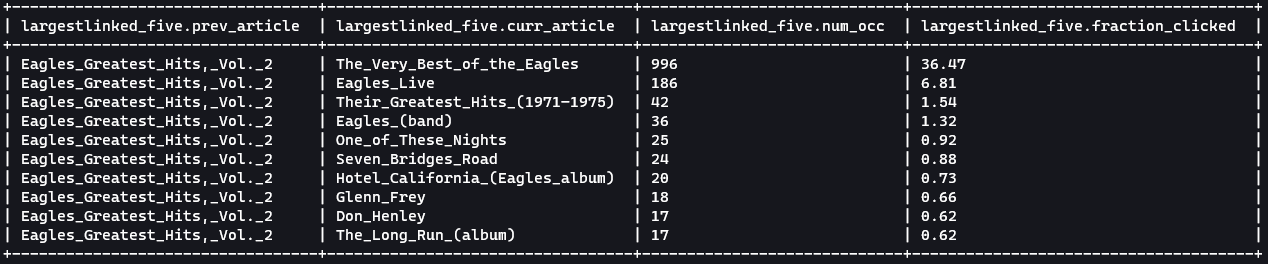 +----------------------------------+----------------------------------+-----------------------------+-------------------------------------+
| largestlinked_five.prev_article | largestlinked_five.curr_article | largestlinked_five.num_occ | largestlinked_five.fraction_clicked |
+----------------------------------+----------------------------------+-----------------------------+-------------------------------------+
| Eagles_Greatest_Hits,_Vol._2 | The_Very_Best_of_the_Eagles | 996 | 36.47 |
| Eagles_Greatest_Hits,_Vol._2 | Eagles_Live | 186 | 6.81 |
| Eagles_Greatest_Hits,_Vol._2 | Their_Greatest_Hits_(1971–1975) | 42 | 1.54 |
| Eagles_Greatest_Hits,_Vol._2 | Eagles_(band) | 36 | 1.32 |
| Eagles_Greatest_Hits,_Vol._2 | One_of_These_Nights | 25 | 0.92 |
| Eagles_Greatest_Hits,_Vol._2 | Seven_Bridges_Road | 24 | 0.88 |
| Eagles_Greatest_Hits,_Vol._2 | Hotel_California_(Eagles_album) | 20 | 0.73 |
| Eagles_Greatest_Hits,_Vol._2 | Glenn_Frey | 18 | 0.66 |
| Eagles_Greatest_Hits,_Vol._2 | Don_Henley | 17 | 0.62 |
| Eagles_Greatest_Hits,_Vol._2 | The_Long_Run_(album) | 17 | 0.62 |
+----------------------------------+----------------------------------+-----------------------------+-------------------------------------+